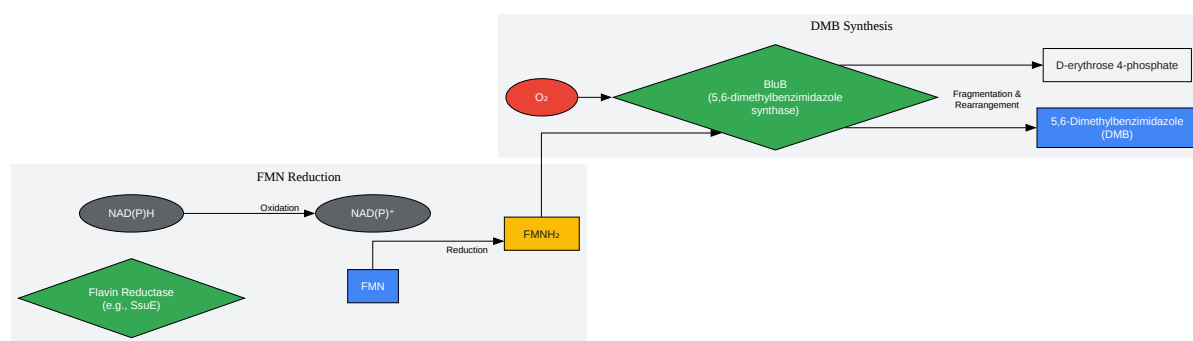 DMB Synthesis
O₂
BluB
(5,6-dimethylbenzimidazole
synthase)
D-erythrose 4-phosphate
Fragmentation &
Rearrangement
5,6-Dimethylbenzimidazole
(DMB)
FMN Reduction
NAD(P)H
Oxidation
NAD(P)⁺
FMNH₂
Reduction
Flavin Reductase
(e.g., SsuE)
FMN